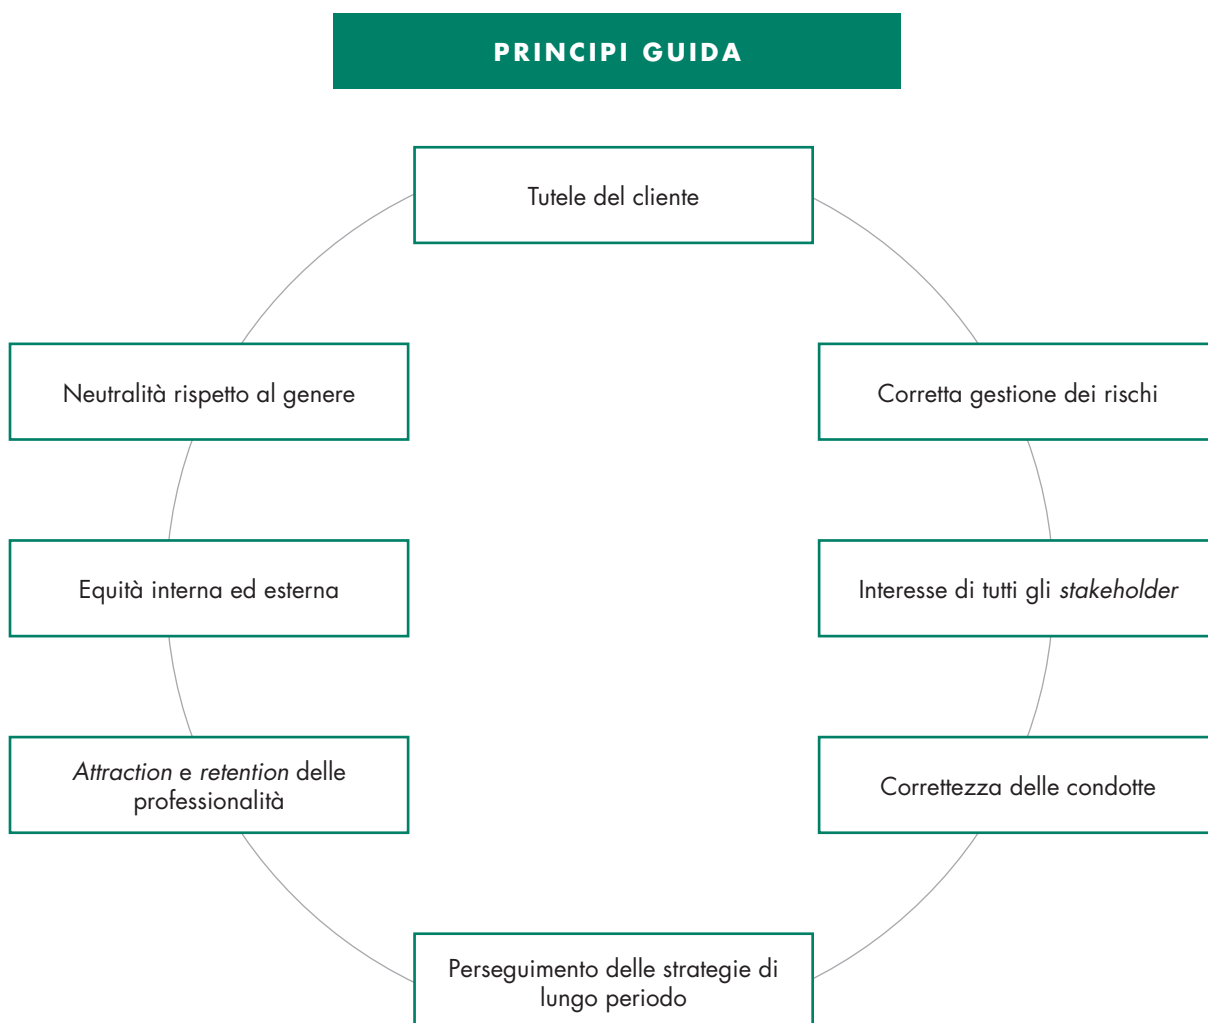 PRINCIPI GUIDA
Tutele del cliente
Neutralità rispetto al genere
Corretta gestione dei rischi
Equità interna ed esterna
Interesse di tutti gli stakeholder
Attraction e retention delle
professionalità
Correttezza delle condotte
Perseguimento delle strategie di
lungo periodo